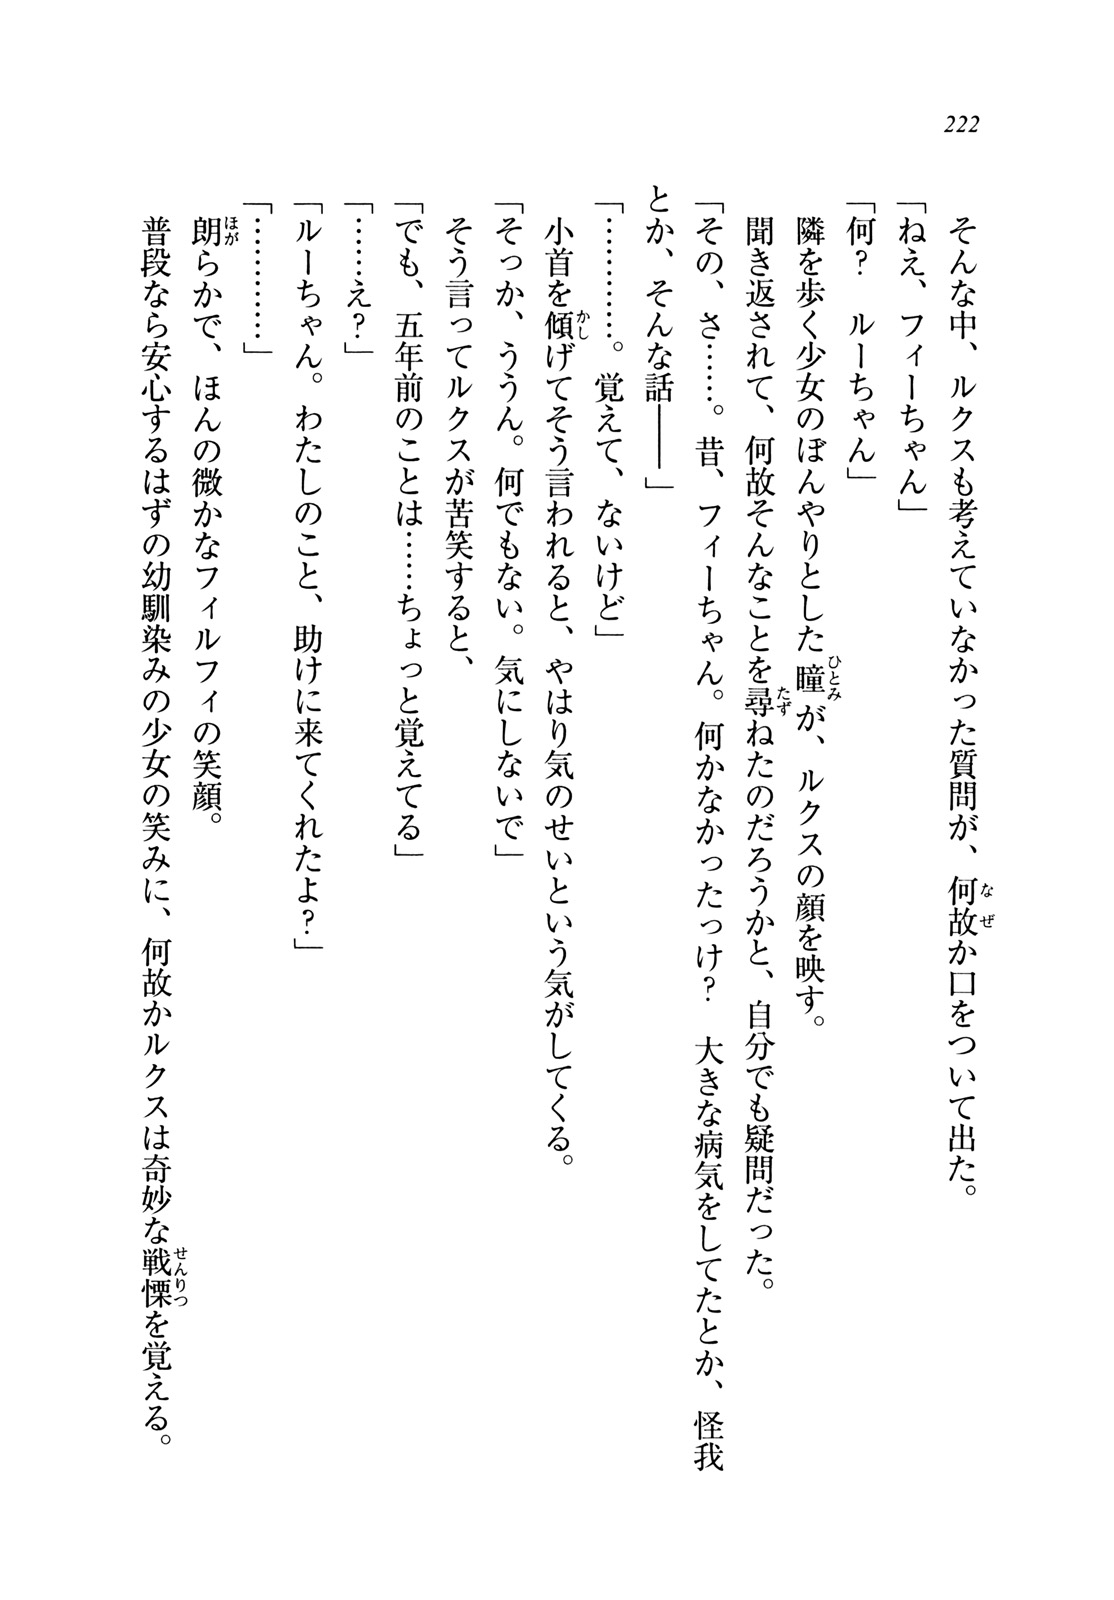 222
そんな中、ルクスも考えていなかった質問が、何故か口をついて出た。
「ねえ、フィーちゃん」
「何？　ルーちゃん」
隣を歩く少女のぼんやりとした瞳が、ルクスの顔を映す。
聞き返されて、何故そんなことを尋ねたのだろうかと、自分でも疑問だった。
「その、さ……。昔、フィーちゃん。何かなかったっけ？　大きな病気をしてたとか、怪我
とか、そんな話――」
「…………。覚えて、ないけど」
小首を傾げてそう言われると、やはり気のせいという気がしてくる。
「そっか、ううん。何でもない。気にしないで」
そう言ってルクスが苦笑すると、
「でも、五年前のことは……ちょっと覚えてる」
「……え？」
「ルーちゃん。わたしのこと、助けに来てくれたよ？」
「…………」
朗らかで、ほんの微かなフィルフィの笑顔。
普段なら安心するはずの幼馴染みの少女の笑みに、何故かルクスは奇妙な戦慄を覚える。